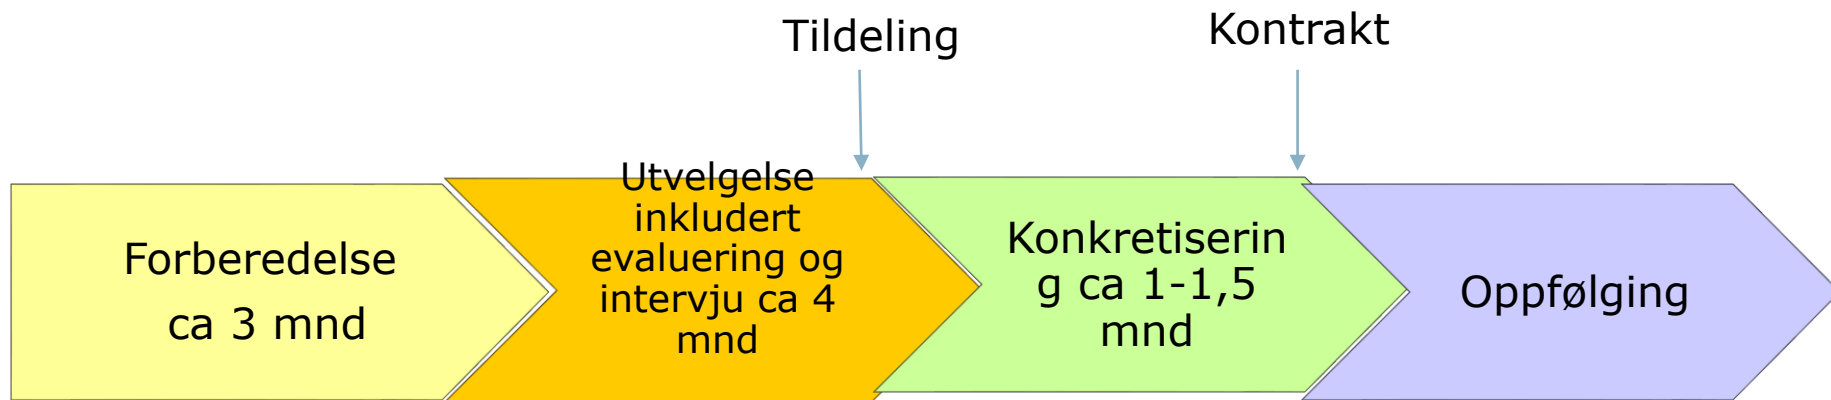 Tildeling
Kontrakt
Forberedelse
ca 3 mnd
Utvelgelse
inkludert
evaluering og
intervju ca 4
mnd
Konkretiserin
g ca 1-1,5
mnd
Oppfølging